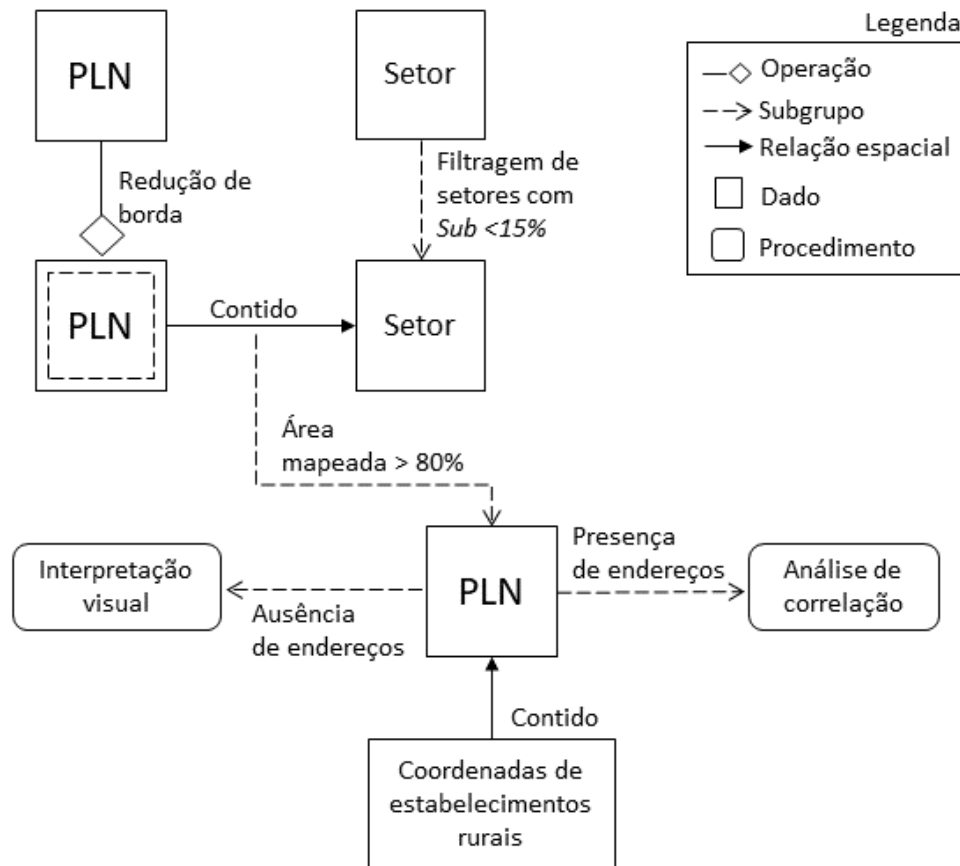 PLN
Setor
Legenda
Operação
Subgrupo
Relação espacial
Dado
Procedimento
Redução de
borda
Filtragem de
setores com
Sub <15%
PLN
Contido
Setor
Área
mapeada > 80%
Interpretação
visual
Ausência
de endereços
PLN
Presença
de endereços
Análise de
correlação
Contido
Coordenadas de
estabelecimentos
rurais